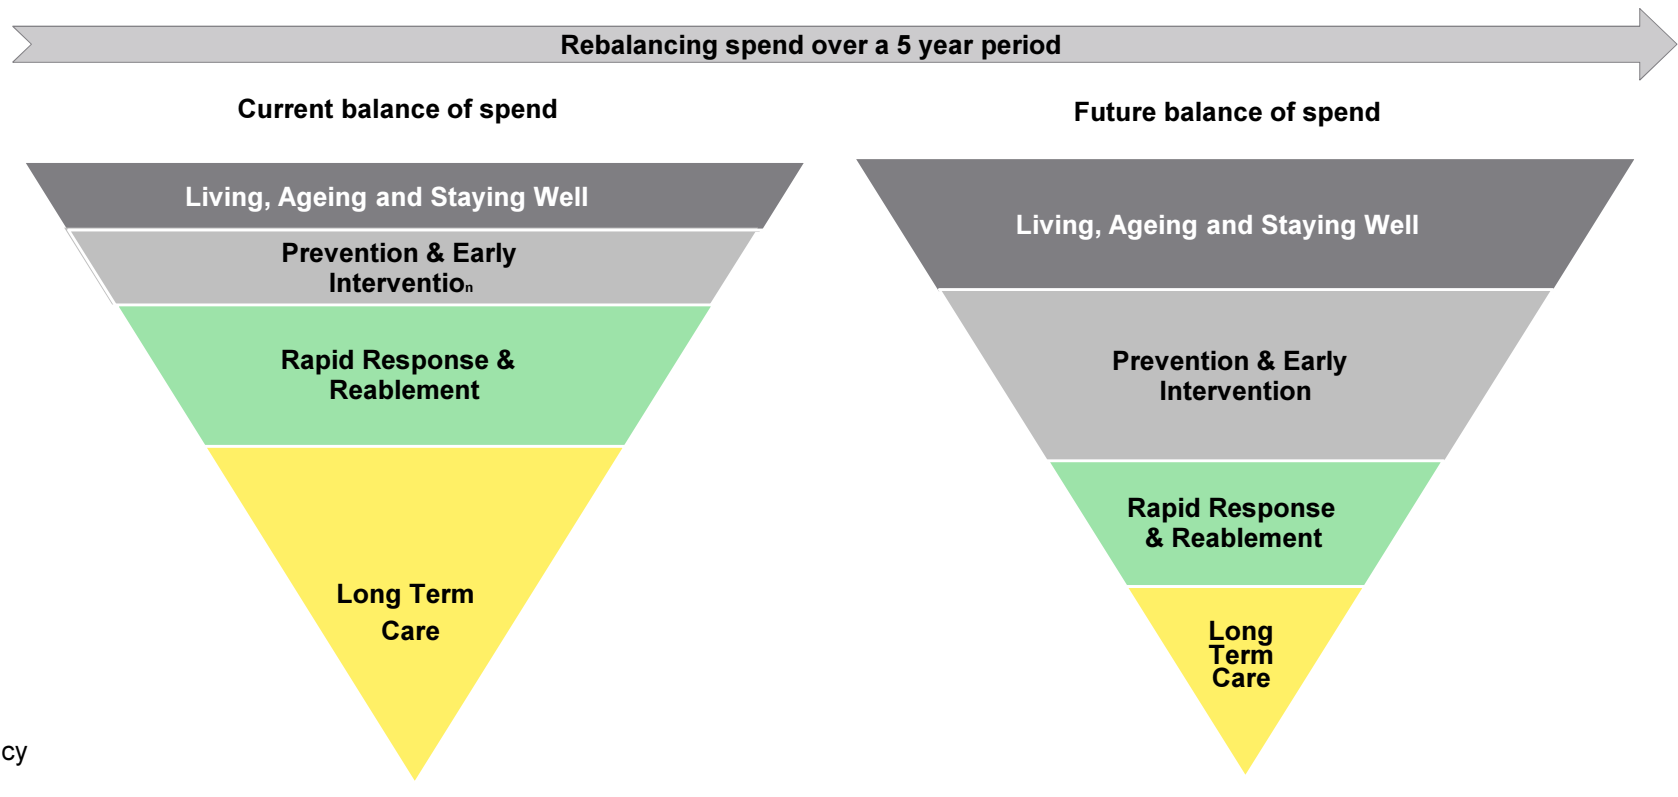 Rebalancing spend over a 5 year period
Current balance of spend
Living, Ageing and Staying Well
Prevention & Early
Intervention
Rapid Response &
Reablement
Long Term
Care
Future balance of spend
Living, Ageing and Staying Well
Prevention & Early
Intervention
Rapid Response
& Reablement
Long
Term
Care
cy